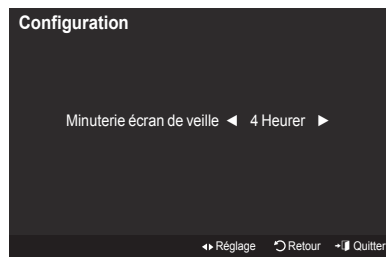 Configuration
Minuterie écran de veille ◄ 4 Heurer ►
Réglage Retour Quitter